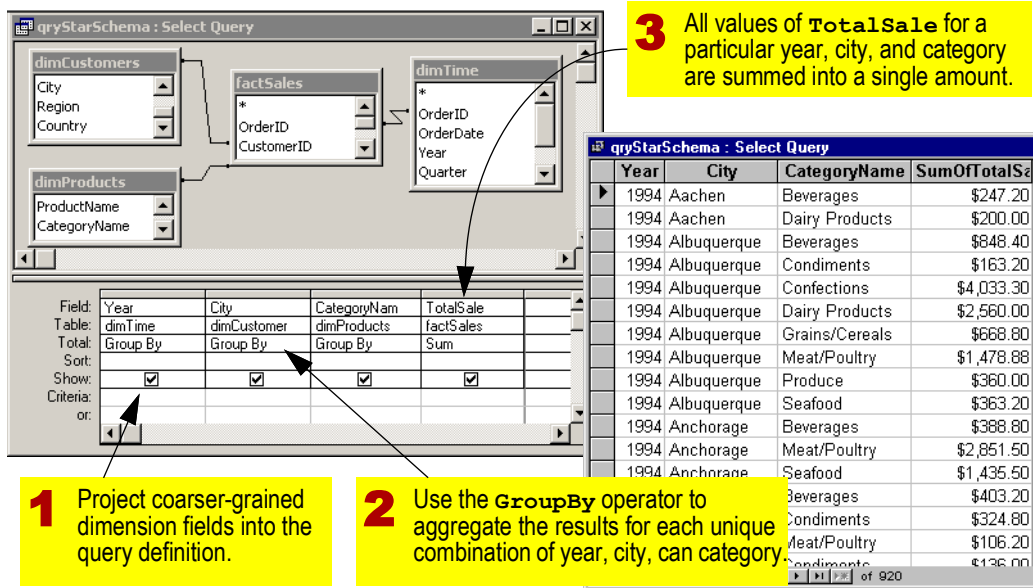 qryStarSchema : Select Query
dimCustomers
City
Region
Country
factSales
*
OrderID
CustomerID
dimTime
*
OrderID
OrderDate
Year
Quarter
dimProducts
ProductName
CategoryName
Field: Year City CategoryNam TotalSale
Table: dimTime dimCustomer dimProducts factSales
Total: Group By Group By Group By Sum
Sort:
Show:
Criteria:
or:
3 All values of TotalSale for a
particular year, city, and category
are summed into a single amount.
qryStarSchema : Select Query
Year City CategoryName SumOfTotalSa
1994 Aachen Beverages $247.20
1994 Aachen Dairy Products $200.00
1994 Albuquerque Beverages $848.40
1994 Albuquerque Condiments $163.20
1994 Albuquerque Confections $4,033.30
1994 Albuquerque Dairy Products $2,560.00
1994 Albuquerque Grains/Cereals $668.80
1994 Albuquerque Meat/Poultry $1,478.88
1994 Albuquerque Produce $360.00
1994 Albuquerque Seafood $363.20
1994 Anchorage Beverages $388.80
1994 Anchorage Meat/Poultry $2,851.50
1994 Anchorage Seafood $1,435.50
Beverages $403.20
Condiments $324.80
Meat/Poultry $106.20
Condiments $136.00
of 920
1 Project coarser-grained
dimension fields into the
query definition.
2 Use the GroupBy operator to
aggregate the results for each unique
combination of year, city, can category.